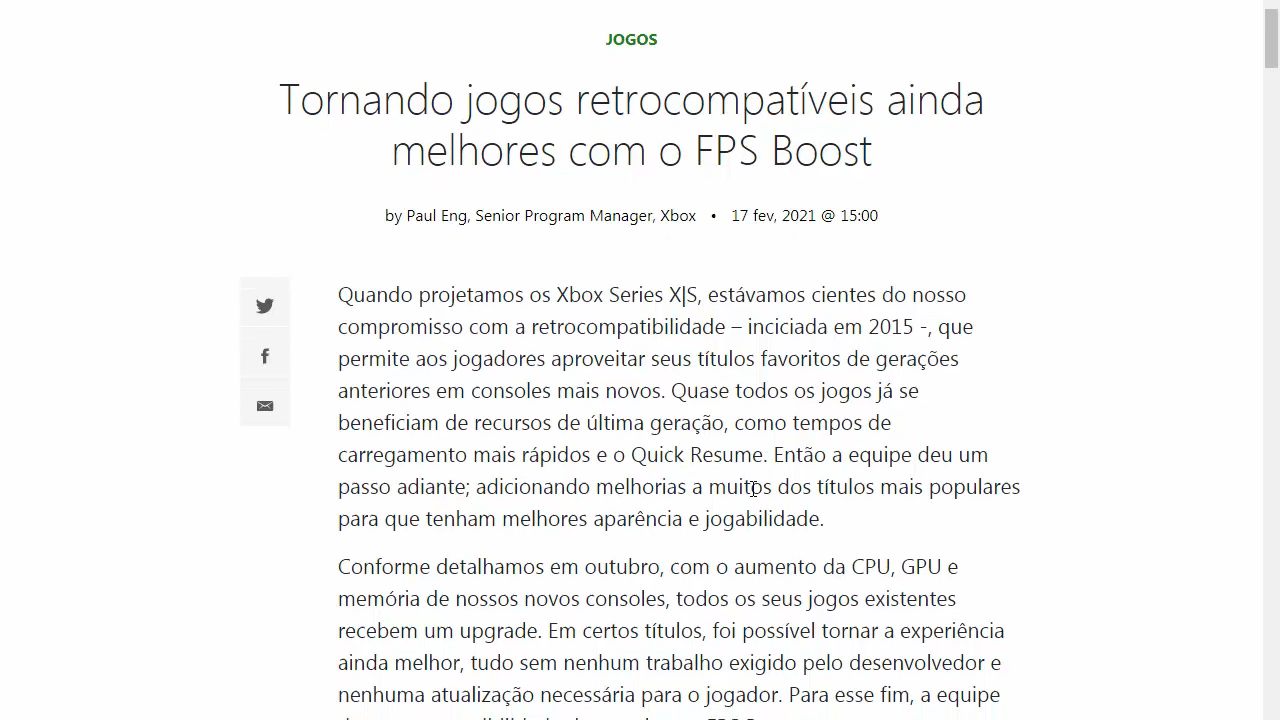 JOGOS
Tornando jogos retrocompatíveis ainda
melhores com o FPS Boost
by Paul Eng, Senior Program Manager, Xbox • 17 fev, 2021 @ 15:00
Quando projetamos os Xbox Series X|S, estávamos cientes do nosso
compromisso com a retrocompatibilidade – inciciada em 2015 -, que
permite aos jogadores aproveitar seus títulos favoritos de gerações
anteriores em consoles mais novos. Quase todos os jogos já se
beneficiam de recursos de última geração, como tempos de
carregamento mais rápidos e o Quick Resume. Então a equipe deu um
passo adiante; adicionando melhorias a muitos dos títulos mais populares
para que tenham melhores aparência e jogabilidade.
Conforme detalhamos em outubro, com o aumento da CPU, GPU e
memória de nossos novos consoles, todos os seus jogos existentes
recebem um upgrade. Em certos títulos, foi possível tornar a experiência
ainda melhor, tudo sem nenhum trabalho exigido pelo desenvolvedor e
nenhuma atualização necessária para o jogador. Para esse fim, a equipe